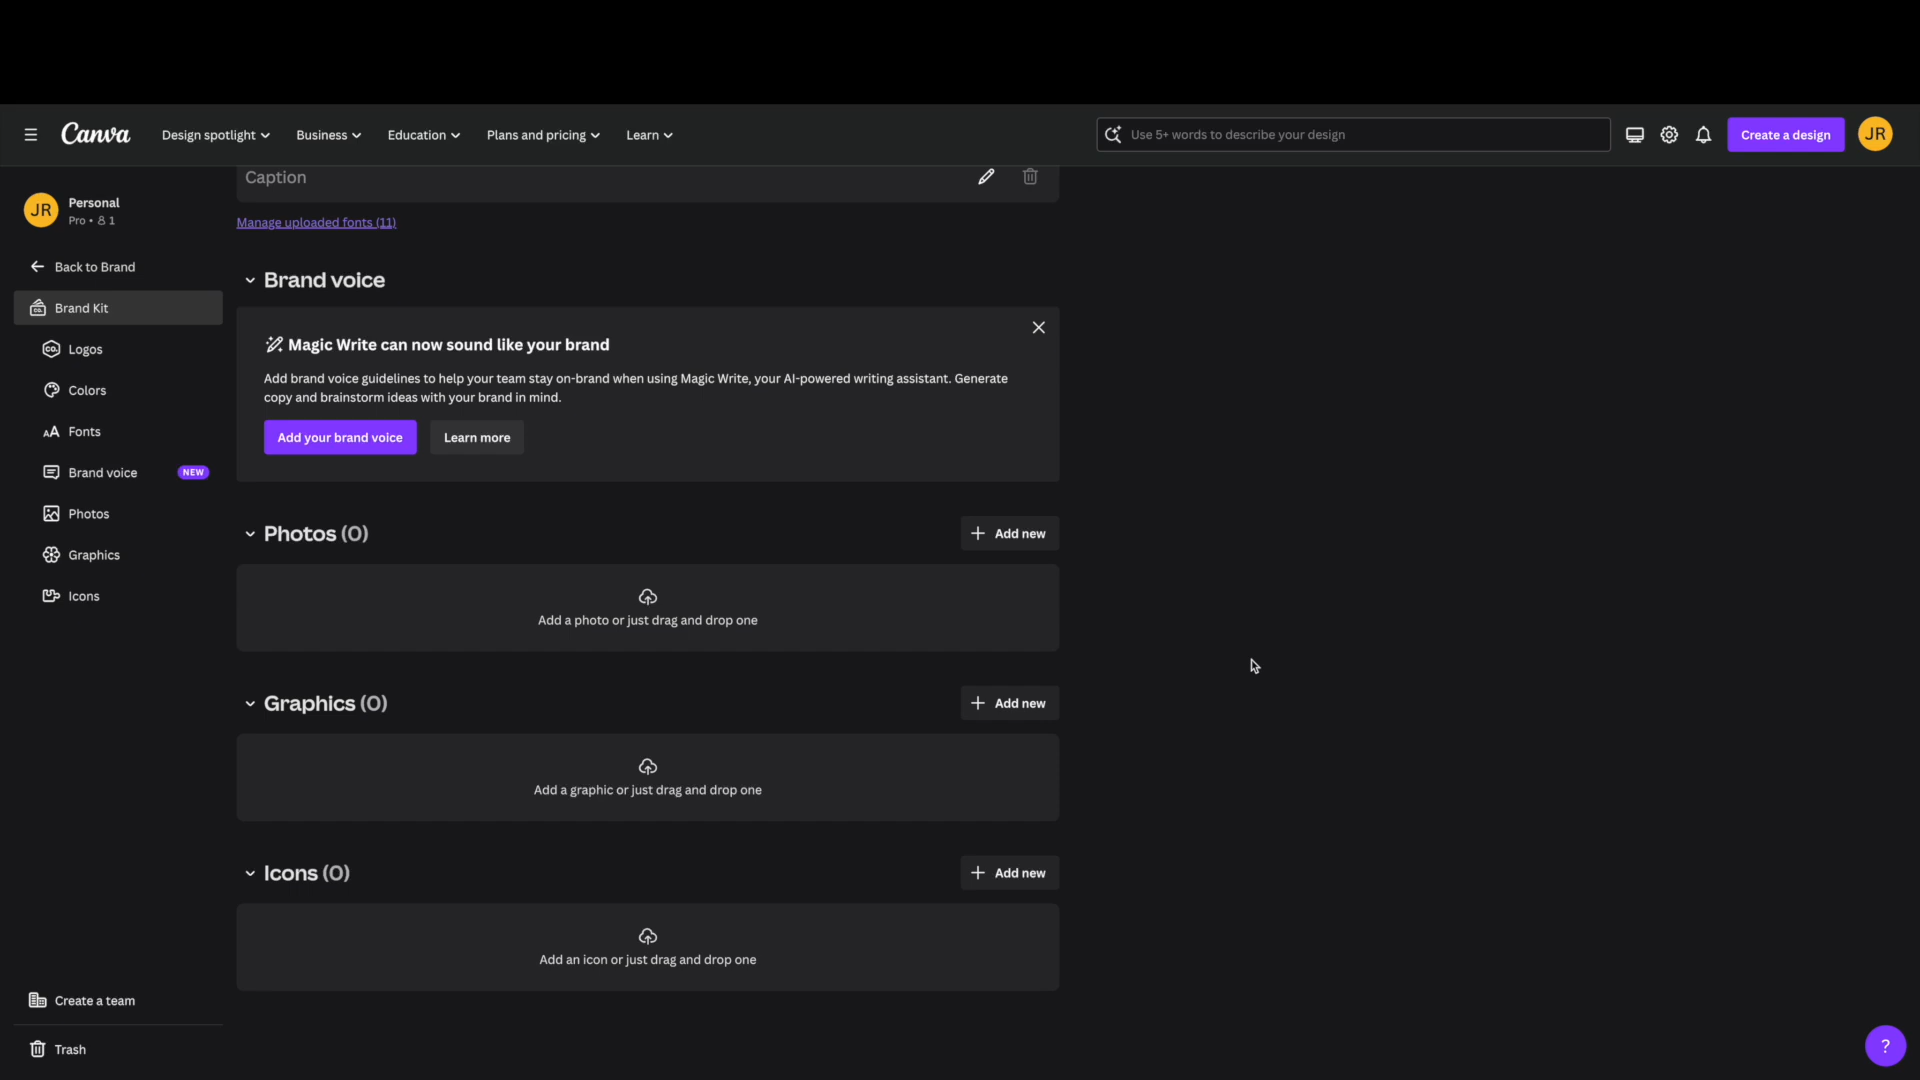 Canva
Design spotlight
Business
Education
Plans and pricing
Learn
Use 5+ words to describe your design
Create a design
JR
JR
Personal
Pro • 1
Back to Brand
Brand Kit
Logos
Colors
Fonts
Brand voice NEW
Photos
Graphics
Icons
Create a team
Trash
Caption
Manage uploaded fonts (11)
Brand voice
Magic Write can now sound like your brand
Add brand voice guidelines to help your team stay on-brand when using Magic Write, your AI-powered writing assistant. Generate
copy and brainstorm ideas with your brand in mind.
Add your brand voice
Learn more
Photos (0)
Add new
Add a photo or just drag and drop one
Graphics (0)
Add new
Add a graphic or just drag and drop one
Icons (0)
Add new
Add an icon or just drag and drop one
?